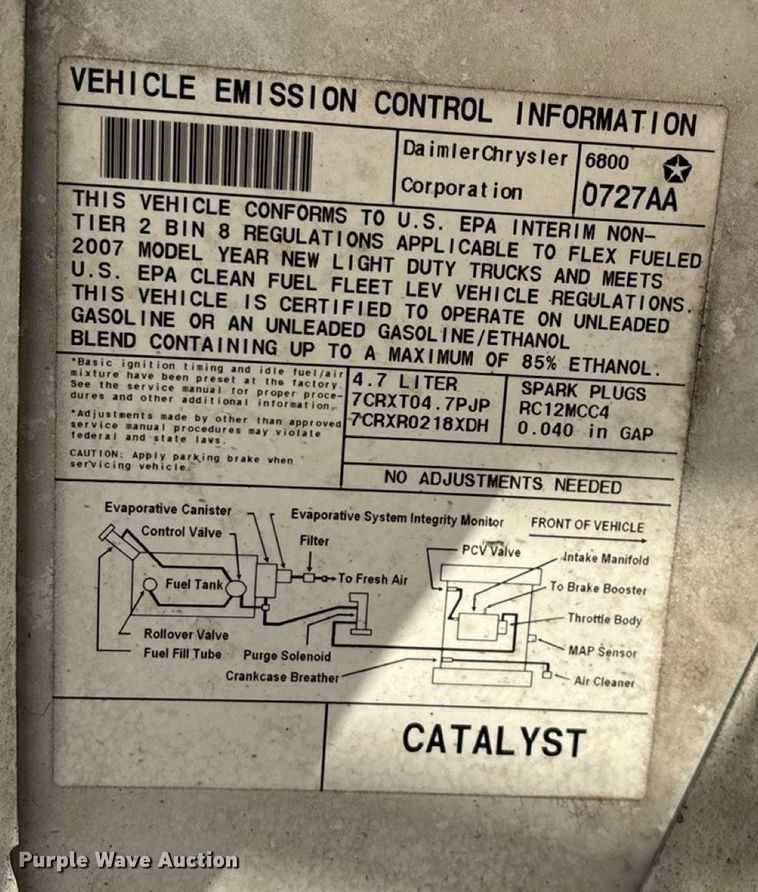 VEHICLE EMISSION CONTROL INFORMATION
DaimlerChrysler
Corporation
6800
0727AA
THIS VEHICLE CONFORMS TO U.S. EPA INTERIM NON-
TIER 2 BIN 8 REGULATIONS APPLICABLE TO FLEX FUELED
2007 MODEL YEAR NEW LIGHT DUTY TRUCKS AND MEETS
U.S. EPA CLEAN FUEL FLEET LEV VEHICLE REGULATIONS.
THIS VEHICLE IS CERTIFIED TO OPERATE ON UNLEADED
GASOLINE OR AN UNLEADED GASOLINE/ETHANOL
BLEND CONTAINING UP TO A MAXIMUM OF 85% ETHANOL.
*Basic ignition timing and idle fuel/air
mixture have been preset at the factory.
See the service manual for proper proce-
dures and other additional information.
*Adjustments made by other than approved
service manual procedures may violate
federal and state laws.
CAUTION: Apply parking brake when
servicing vehicle.
4.7 LITER
7CRXT04.7PJP
7CRXR0218XDH
SPARK PLUGS
RC12MCC4
0.040 in GAP
NO ADJUSTMENTS NEEDED
Evaporative Canister
Evaporative System Integrity Monitor
FRONT OF VEHICLE
Control Valve
Filter
PCV Valve
Intake Manifold
Fuel Tank
To Fresh Air
To Brake Booster
Throttle Body
Rollover Valve
MAP Sensor
Fuel Fill Tube
Purge Solenoid
Crankcase Breather
Air Cleaner
CATALYST
Purple Wave Auction